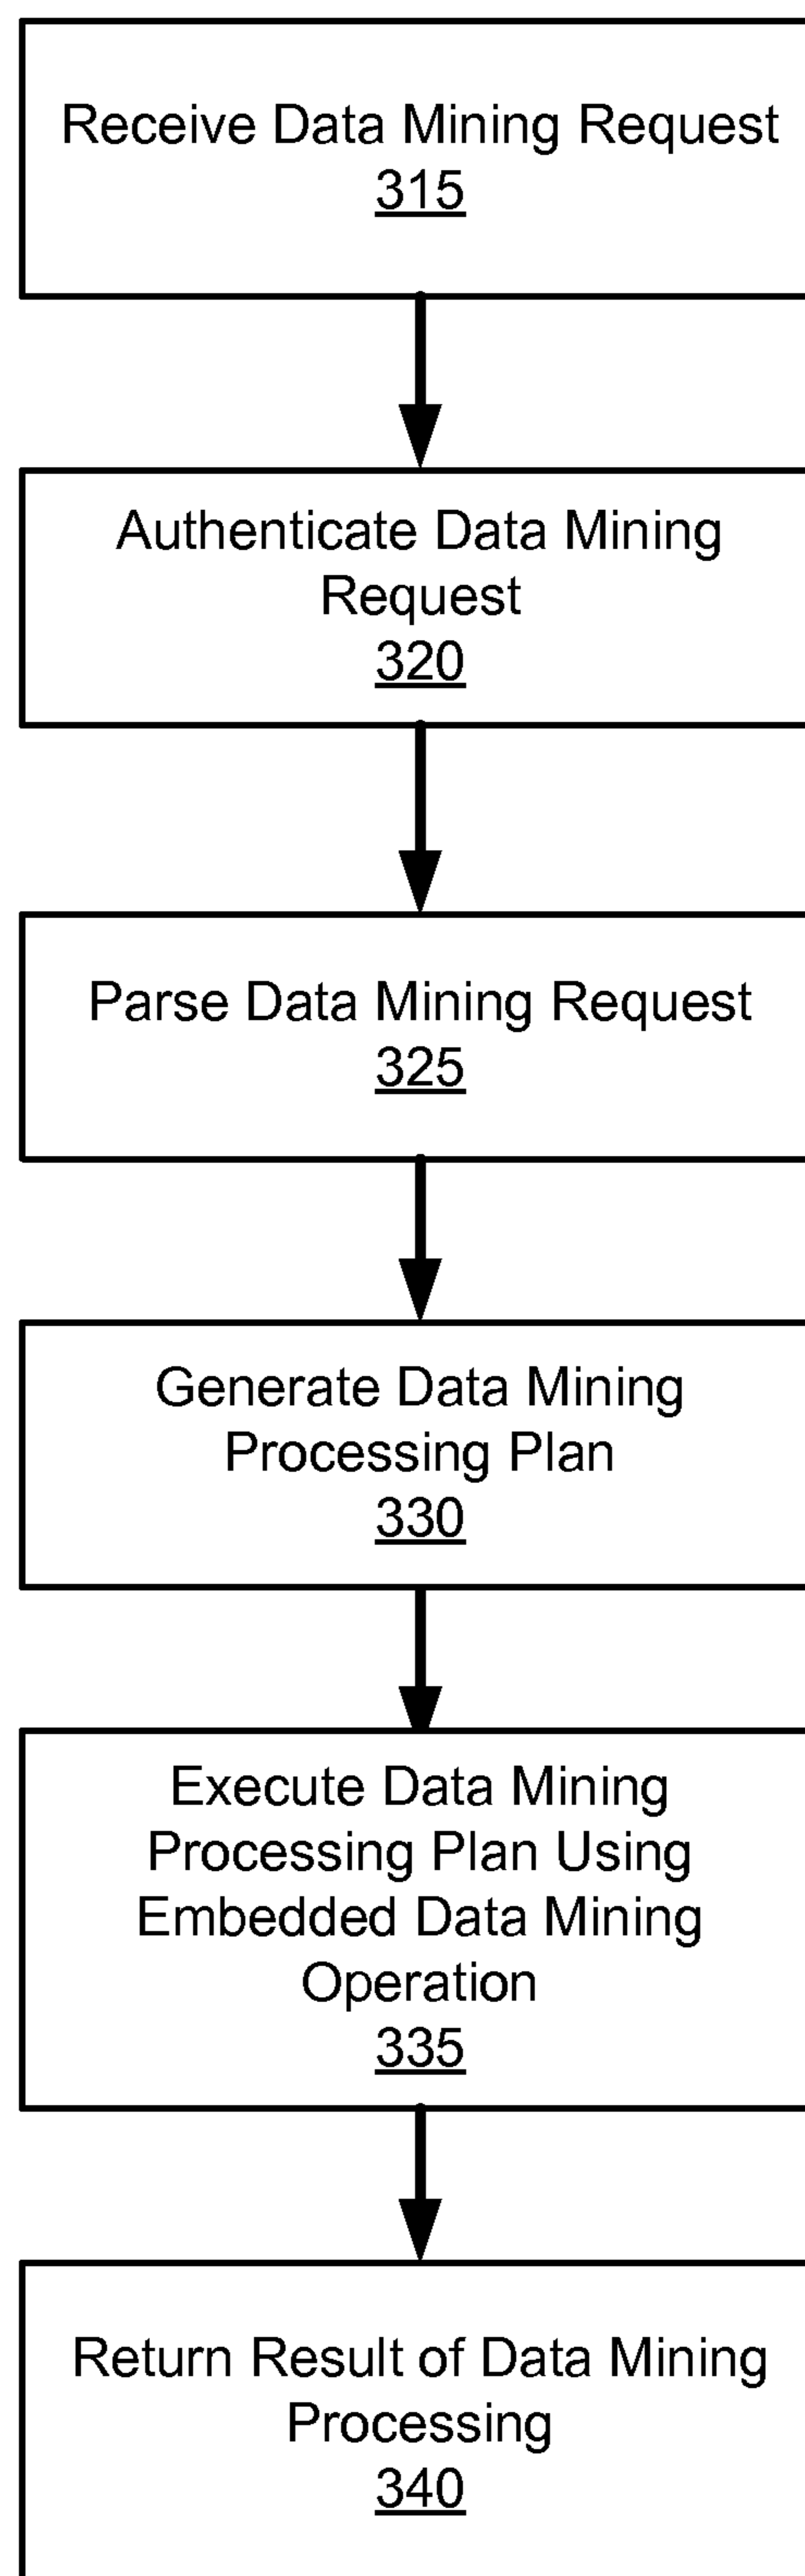 Receive Data Mining Request
315
Authenticate Data Mining
Request
320
Parse Data Mining Request
325
Generate Data Mining
Processing Plan
330
Execute Data Mining
Processing Plan Using
Embedded Data Mining
Operation
335
Return Result of Data Mining
Processing
340